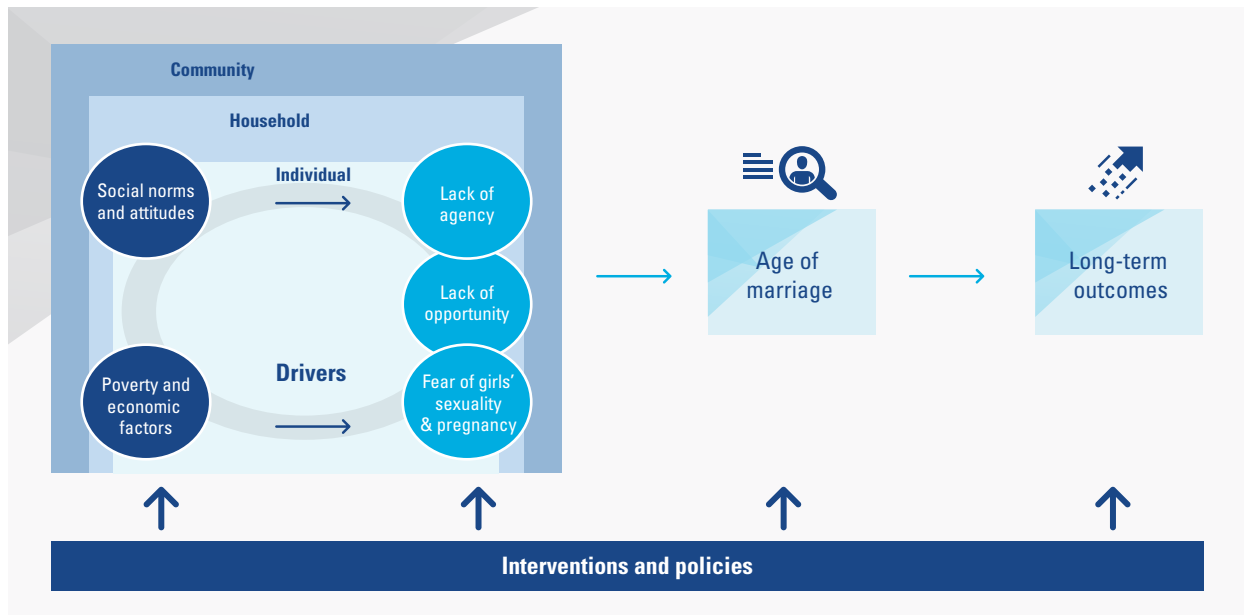 Community
Household
Individual
Social norms
and attitudes
Lack of
agency
Lack of
opportunity
Drivers
Poverty and
economic
factors
Fear of girls’
sexuality
& pregnancy
Age of
marriage
Long-term
outcomes
Interventions and policies